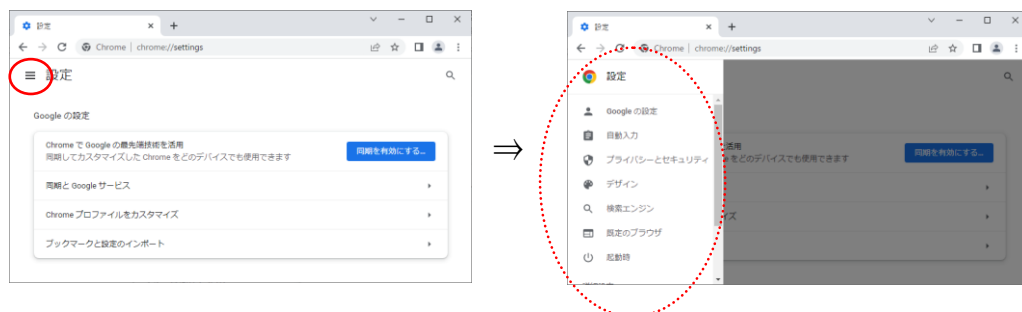 設定
Chrome | chrome://settings
設定
Google の設定
Chrome で Google の最先端技術を活用
同期してカスタマイズした Chrome をどのデバイスでも使用できます
同期を有効にする...
同期と Google サービス
Chrome プロファイルをカスタマイズ
ブックマークと設定のインポート
⇒
設定
Chrome | chrome://settings
設定
Google の設定
自動入力
プライバシーとセキュリティ
デザイン
検索エンジン
既定のブラウザ
起動時
活用
をどのデバイスでも使用できます
同期を有効にする...
イズ